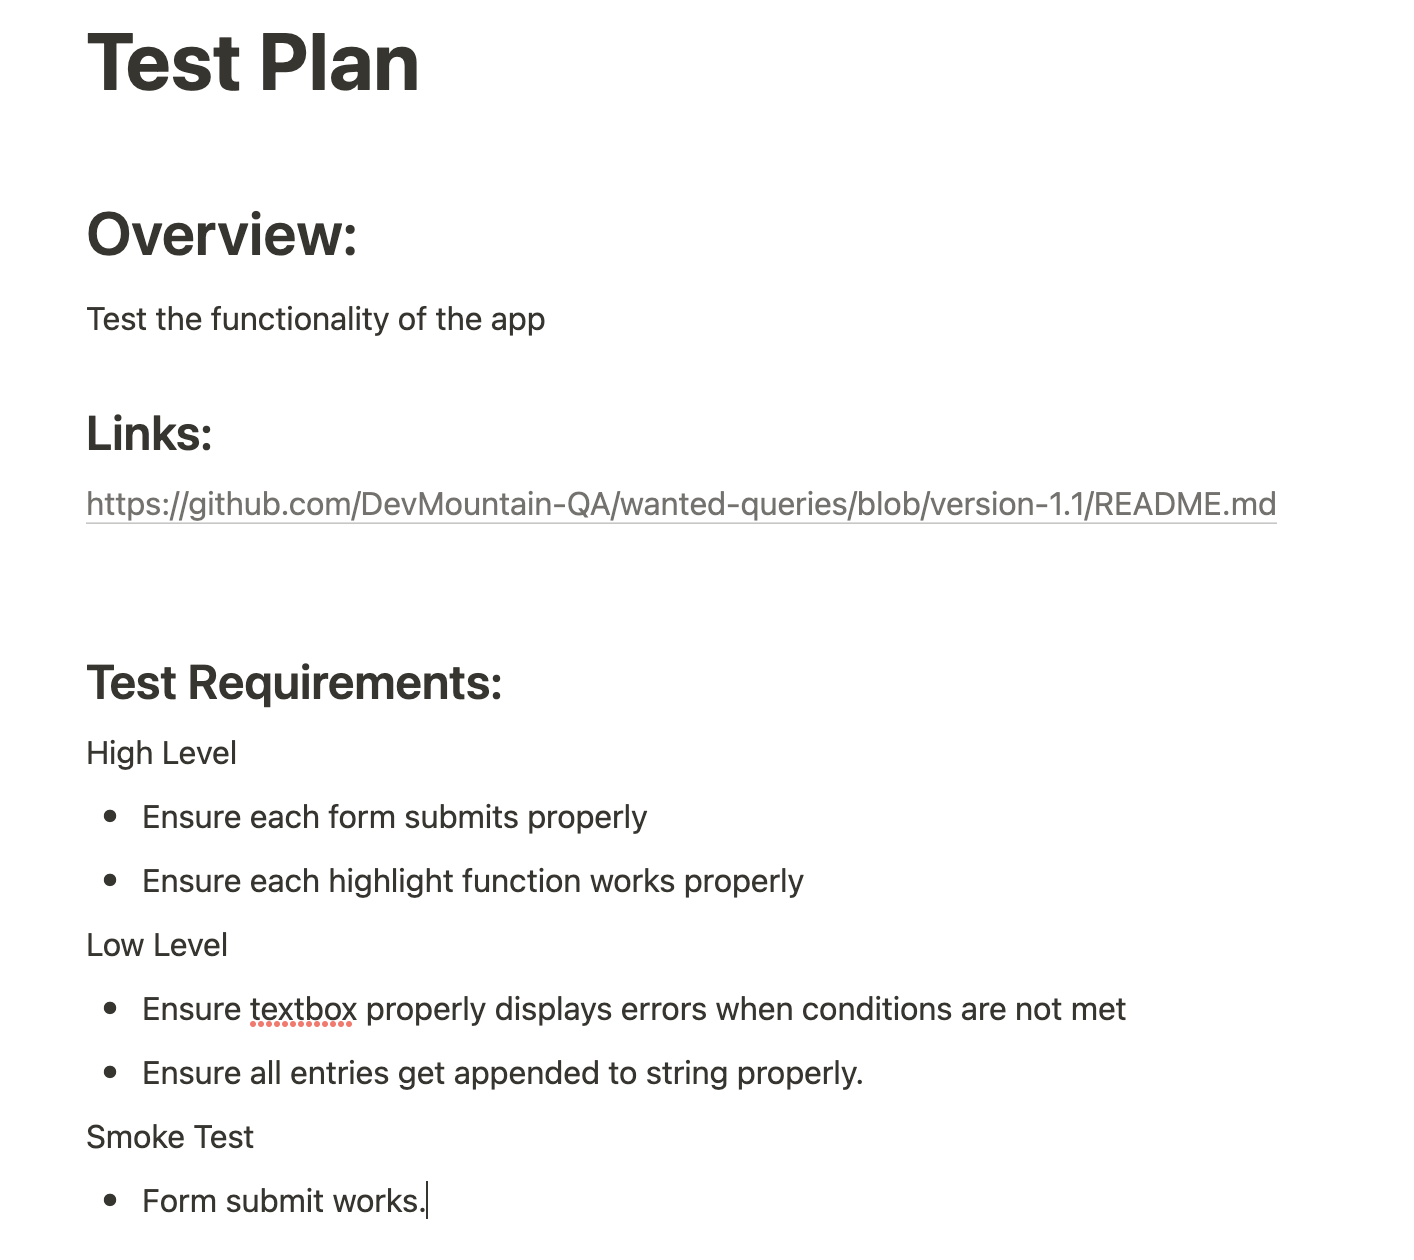 Test Plan
Overview:
Test the functionality of the app
Links:
https://github.com/DevMountain-QA/wanted-queries/blob/version-1.1/README.md
Test Requirements:
High Level
• Ensure each form submits properly
• Ensure each highlight function works properly
Low Level
• Ensure textbox properly displays errors when conditions are not met
• Ensure all entries get appended to string properly.
Smoke Test
• Form submit works.